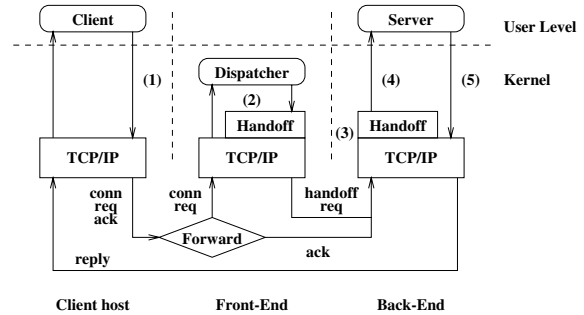 Client
Server
User Level
Kernel
Dispatcher
(1)
(2)
(4)
(5)
Handoff
(3)
Handoff
TCP/IP
TCP/IP
TCP/IP
conn
req
ack
conn
req
handoff
req
Forward
ack
reply
Client host
Front-End
Back-End